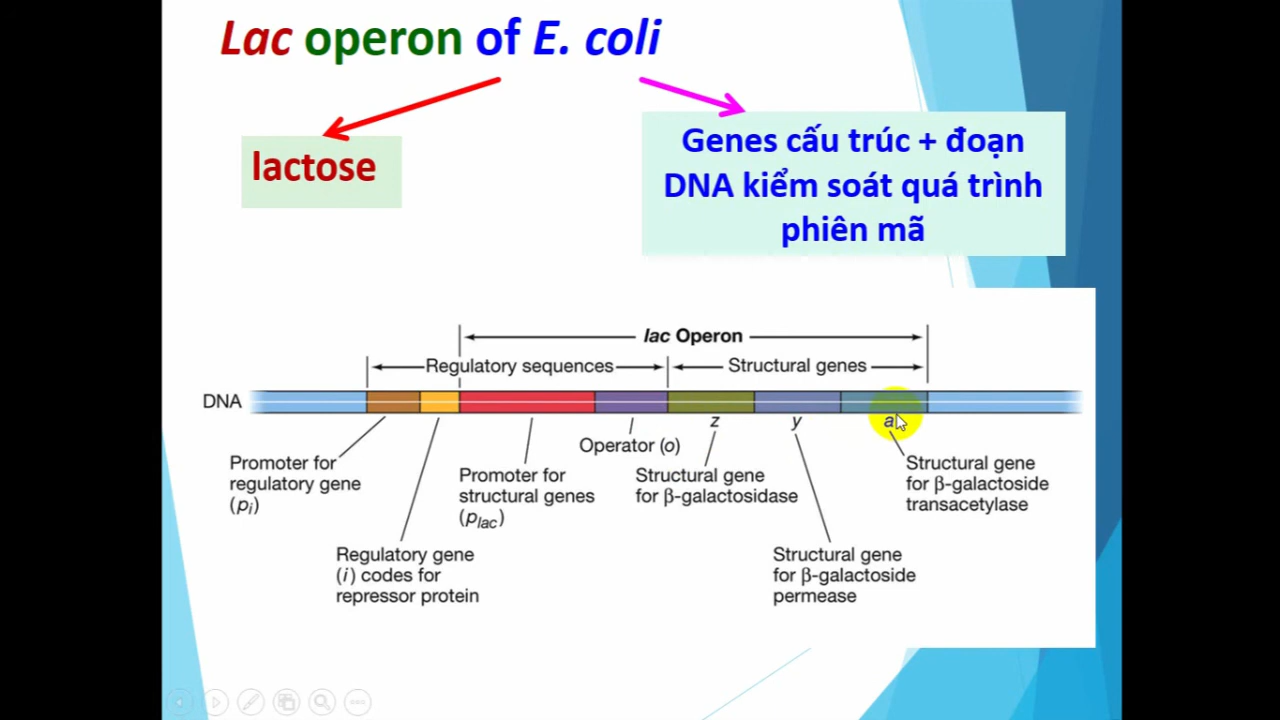 Lac operon of E. coli
lactose
Genes cấu trúc + đoạn
DNA kiểm soát quá trình
phiên mã
lac Operon
Regulatory sequences
Structural genes
DNA
z
y
a
Operator (o)
Promoter for
regulatory gene
(pi)
Regulatory gene
(i) codes for
repressor protein
Promoter for
structural genes
(plac)
Structural gene
for β-galactosidase
Structural gene
for β-galactoside
permease
Structural gene
for β-galactoside
transacetylase